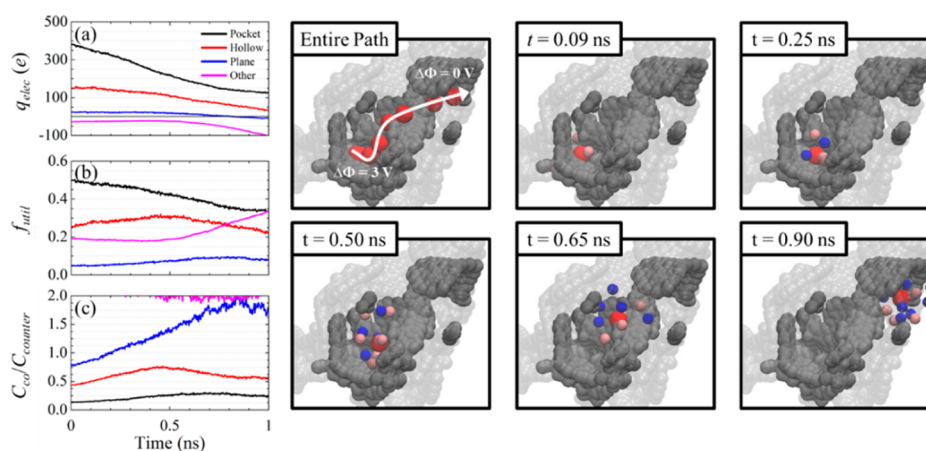 500
300
100
-100
q_elec (e)
(a)
Pocket
Hollow
Plane
Other
0.6
0.4
0.2
0.0
f_util
(b)
2.0
1.5
1.0
0.5
0.0
C_co/C_counter
(c)
0
0.5
1
Time (ns)
Entire Path
ΔΦ = 0 V
ΔΦ = 3 V
t = 0.09 ns
t = 0.25 ns
t = 0.50 ns
t = 0.65 ns
t = 0.90 ns